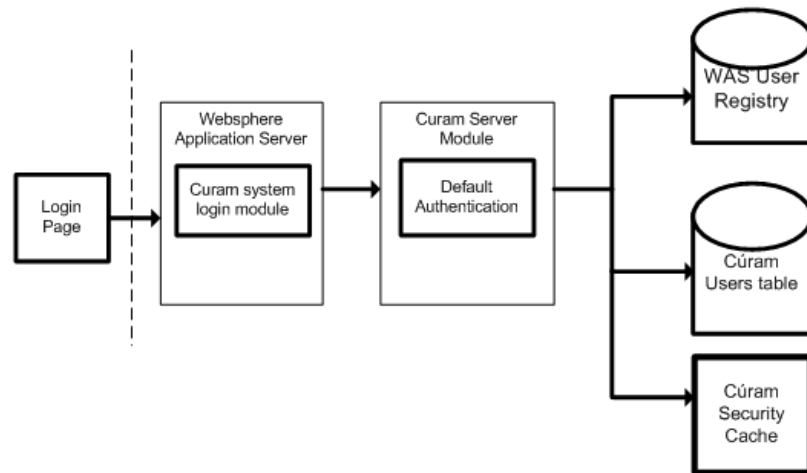 Login
Page
Websphere
Application Server
Curam system
login module
Curam Server
Module
Default
Authentication
WAS User
Registry
Cúram
Users table
Cúram
Security
Cache